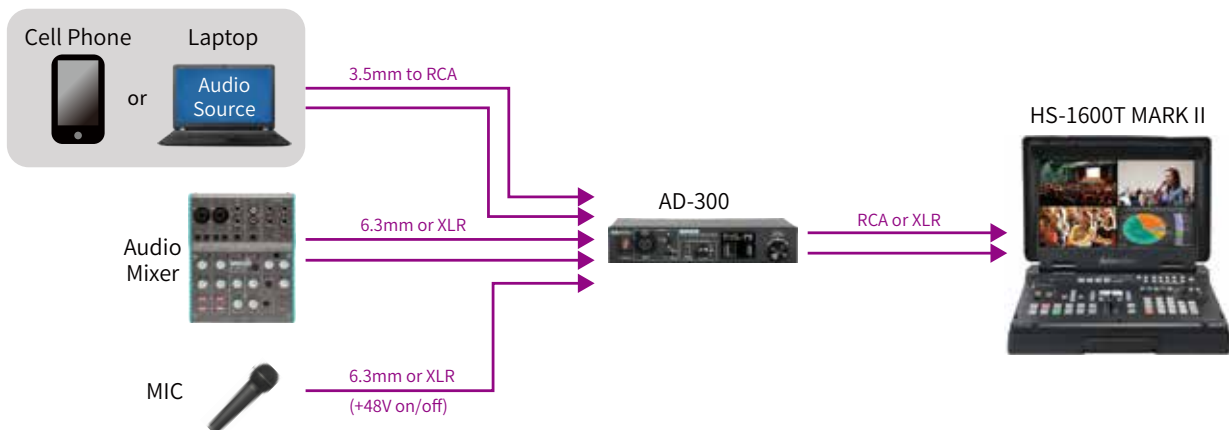 Cell Phone
Laptop
or
Audio
Source
3.5mm to RCA
HS-1600T MARK II
AD-300
Audio
Mixer
6.3mm or XLR
RCA or XLR
MIC
6.3mm or XLR
(+48V on/off)